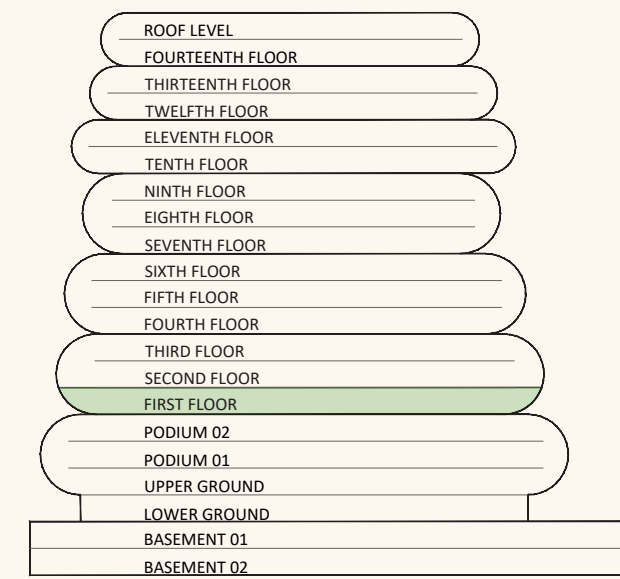 ROOF LEVEL
FOURTEENTH FLOOR
THIRTEENTH FLOOR
TWELFTH FLOOR
ELEVENTH FLOOR
TENTH FLOOR
NINTH FLOOR
EIGHTH FLOOR
SEVENTH FLOOR
SIXTH FLOOR
FIFTH FLOOR
FOURTH FLOOR
THIRD FLOOR
SECOND FLOOR
FIRST FLOOR
PODIUM 02
PODIUM 01
UPPER GROUND
LOWER GROUND
BASEMENT 01
BASEMENT 02